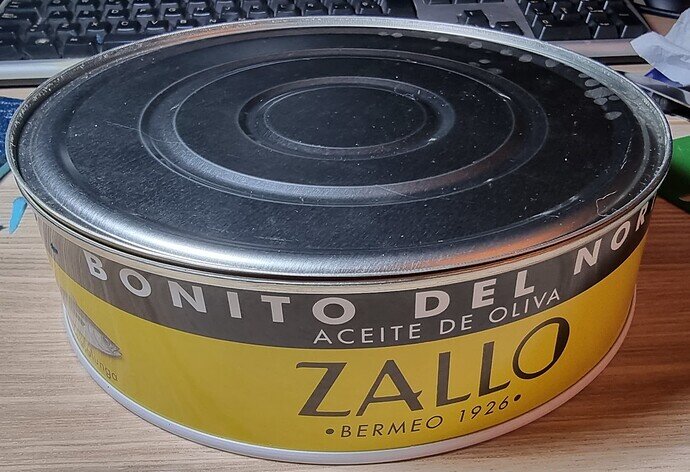 BONITO DEL NOR
ACEITE DE OLIVA
ZALLO
•BERMEO 1926•